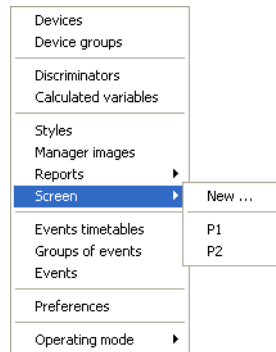 Devices
Device groups
Discriminators
Calculated variables
Styles
Manager images
Reports
Screen
New ...
P1
P2
Events timetables
Groups of events
Events
Preferences
Operating mode